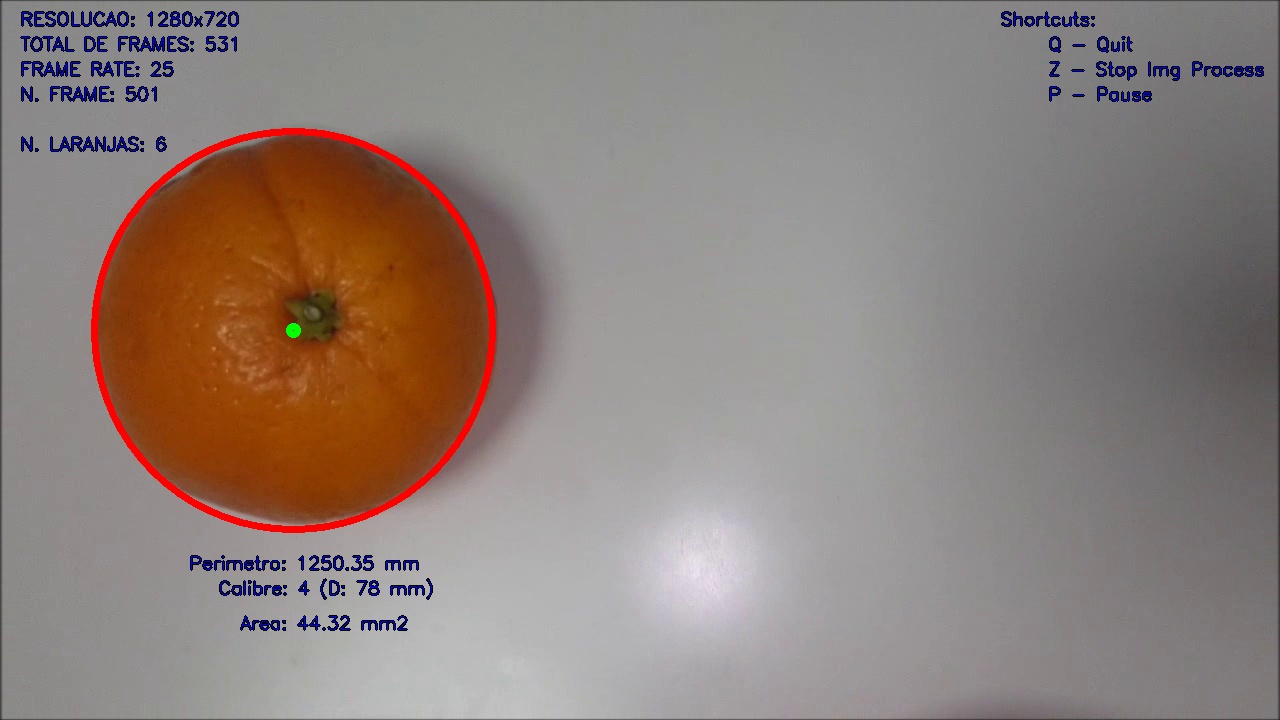 RESOLUCAO: 1280x720
TOTAL DE FRAMES: 531
FRAME RATE: 25
N. FRAME: 501
N. LARANJAS: 6
Shortcuts:
Q - Quit
Z - Stop Img Process
P - Pause
Perimetro: 1250.35 mm
Calibre: 4 (D: 78 mm)
Area: 44.32 mm2